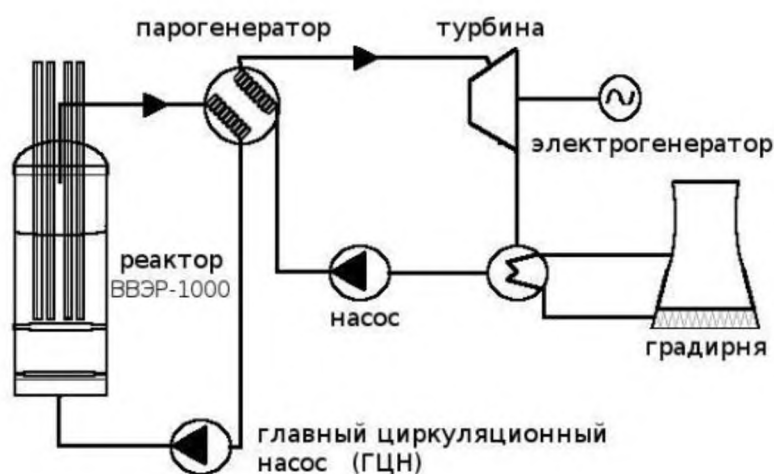 парогенератор
турбина
электрогенератор
реактор
ВВЭР-1000
насос
градирня
главный циркуляционный
насос (ГЦН)